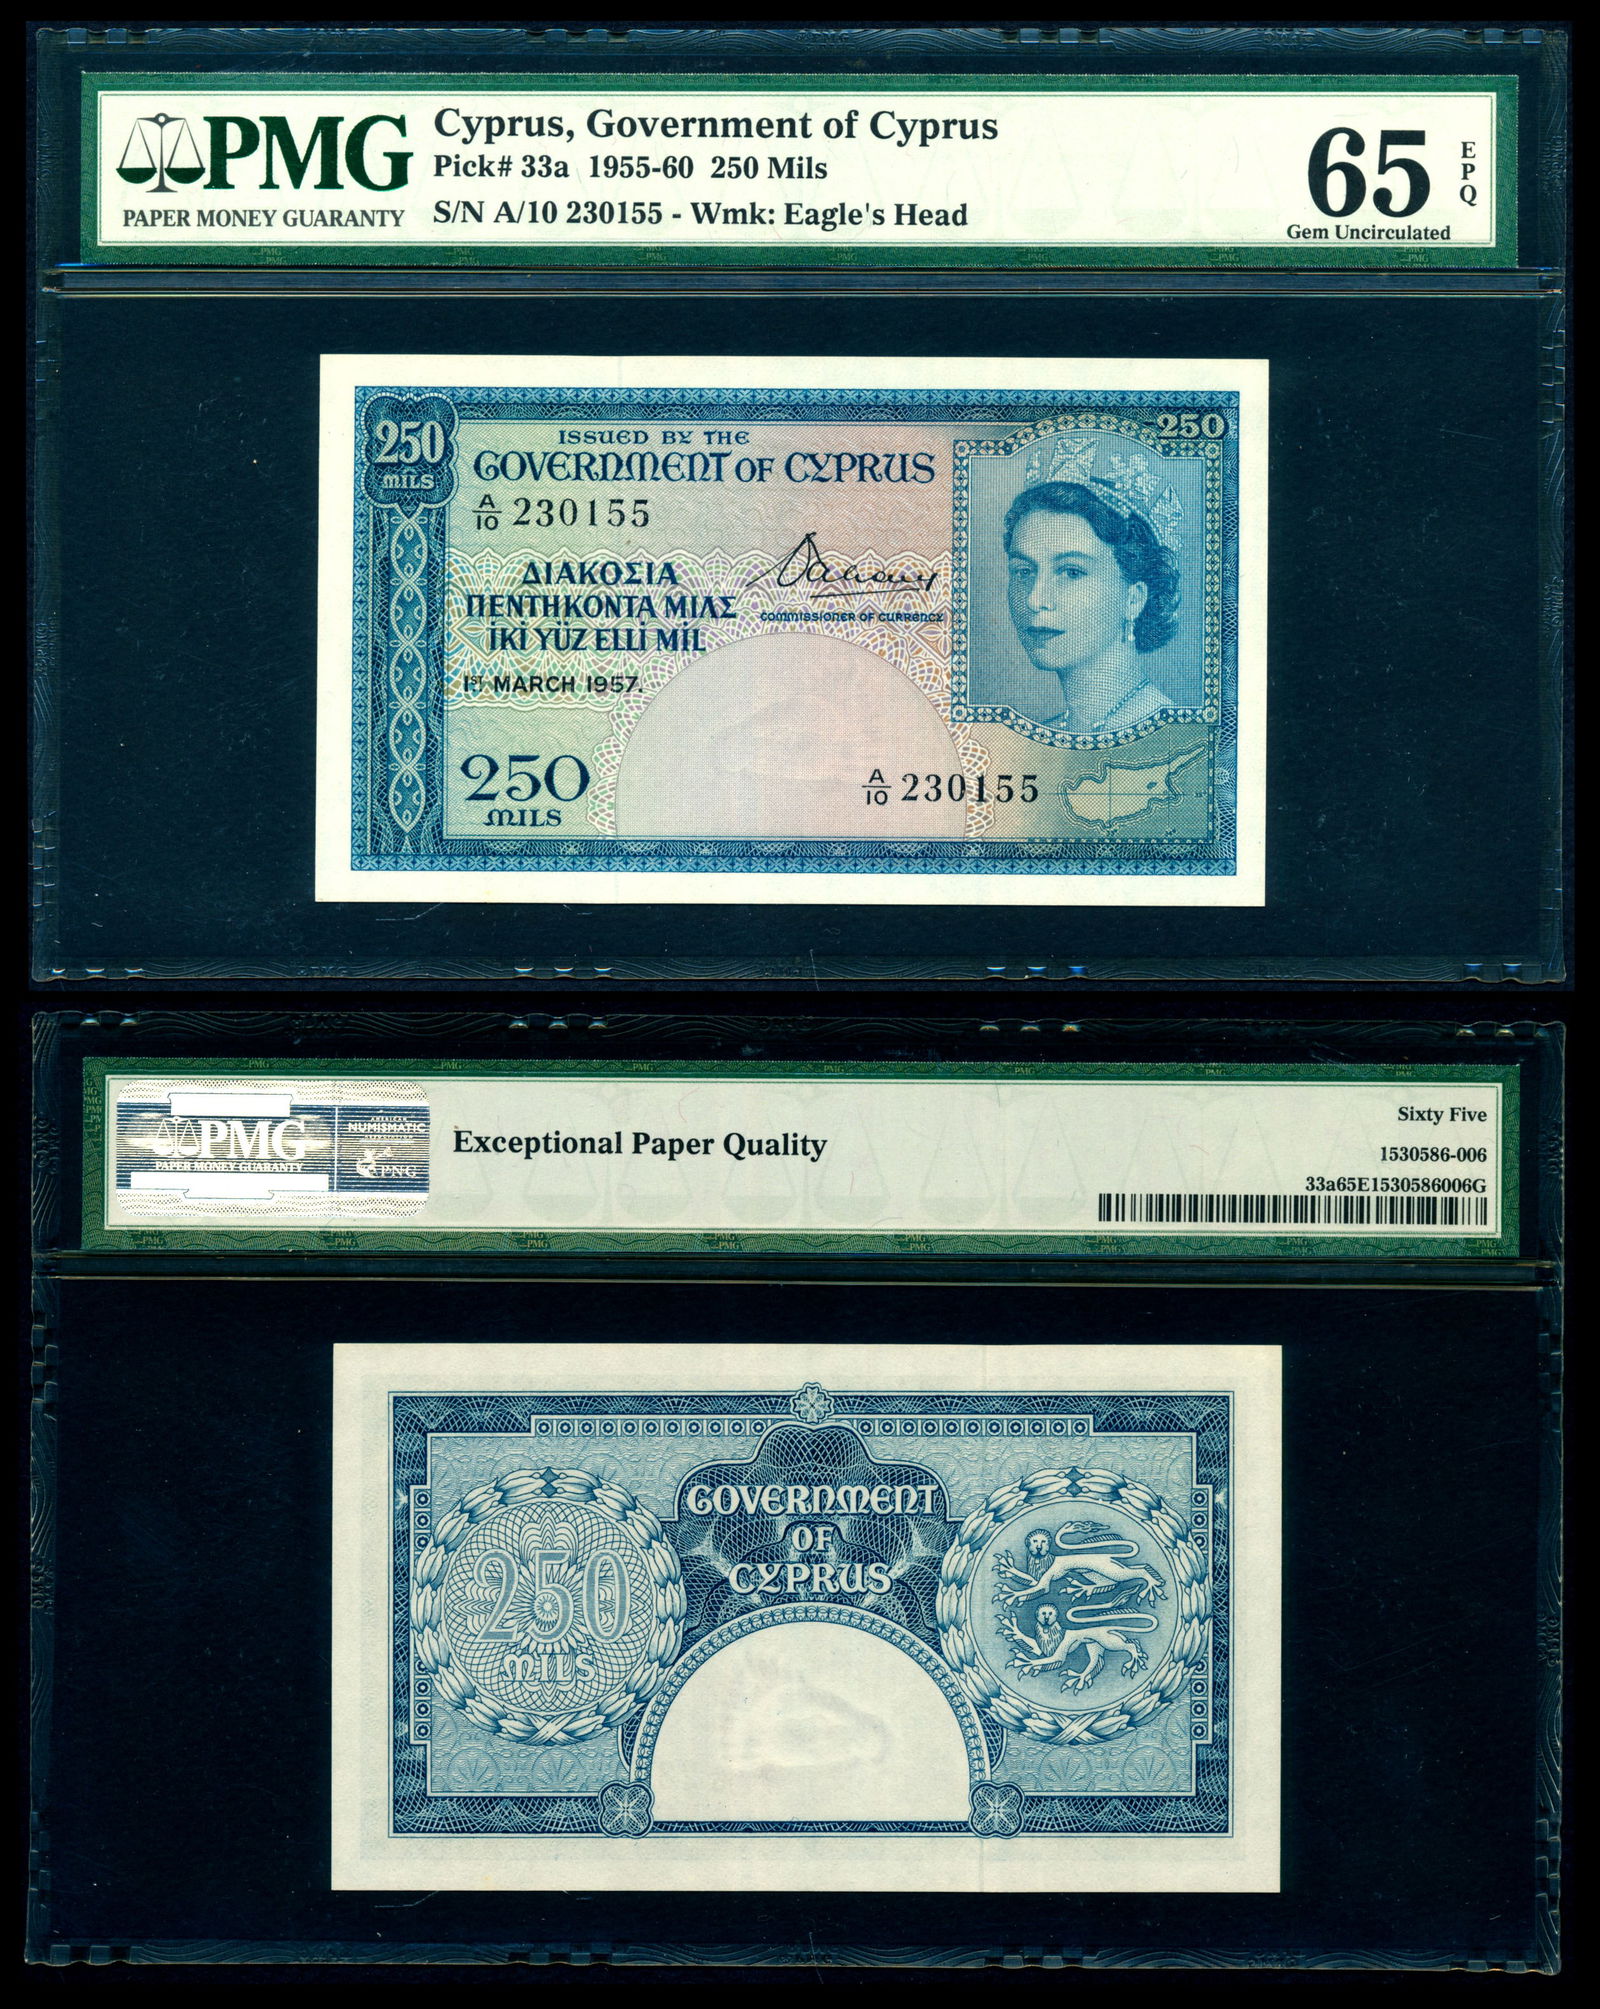 PMG
PAPER MONEY GUARANTY
Cyprus, Government of Cyprus
Pick# 33a 1955-60 250 Mils
S/N A/10 230155 - Wmk: Eagle's Head
65
EPQ
Gem Uncirculated
250
MILS
250
ISSUED BY THE
GOVERNMENT OF CYPRUS
A/10 230155
ΔΙΑΚΟΣΙΑ
ΠΕΝΤΗΚΟΝΤΑ ΜΙΛΣ
İKİ YÜZ ELLİ MİL
COMMISSIONER OF CURRENCY
1ST MARCH 1957.
250
MILS
A/10 230155
PMG
PAPER MONEY GUARANTY
NUMISMATIC
PNG
Exceptional Paper Quality
Sixty Five
1530586-006
33a65E1530586006G
GOVERNMENT
OF
CYPRUS
250
MILS